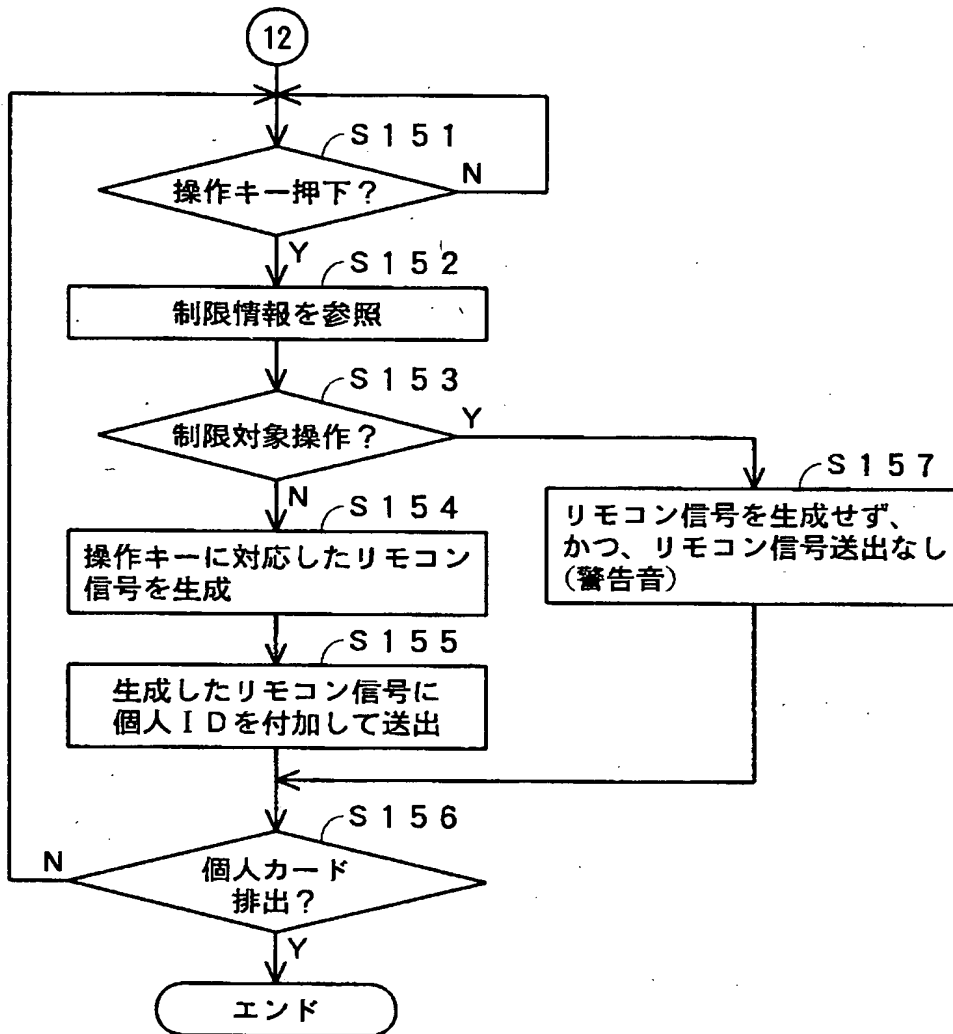 12
S151
操作キー押下？
N
Y
S152
制限情報を参照
S153
制限対象操作？
Y
N
S154
操作キーに対応したリモコン
信号を生成
S157
リモコン信号を生成せず、
かつ、リモコン信号送出なし
(警告音)
S155
生成したリモコン信号に
個人IDを付加して送出
S156
個人カード
排出？
N
Y
エンド